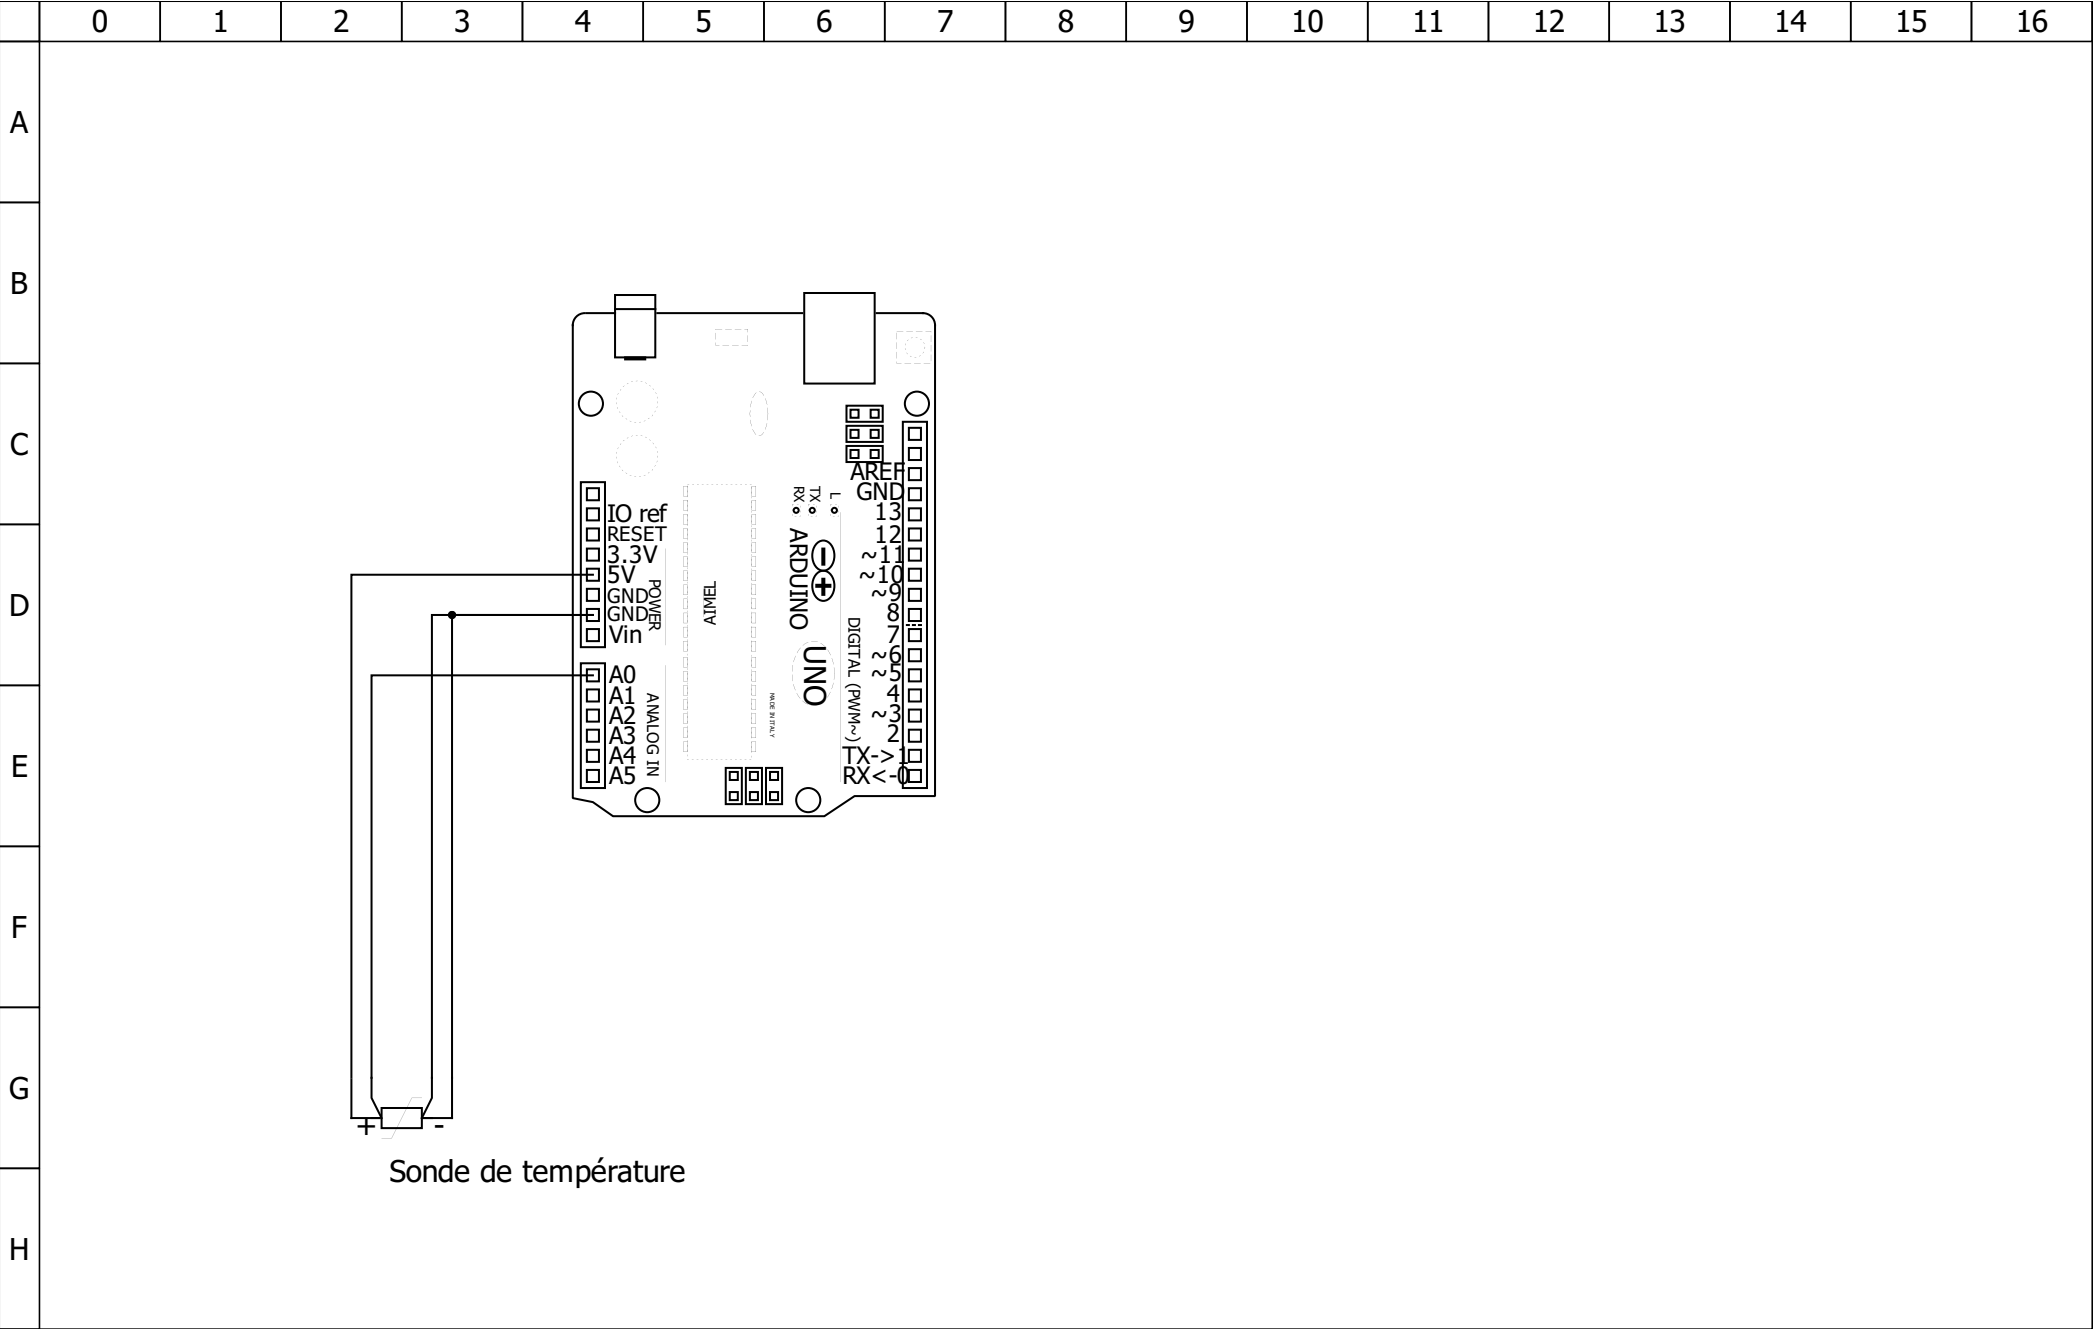 0 1 2 3 4 5 6 7 8 9 10 11 12 13 14 15 16
A
B
C
D
E
F
G
H
IO ref
RESET
3.3V
5V
GND
GND
Vin
POWER
A0
A1
A2
A3
A4
A5
ANALOG IN
AIMEL
MADE IN ITALY
RX
TX
L
ARDUINO
UNO
DIGITAL (PWM~)
AREF
GND
13
12
~11
~10
~9
8
7
~6
~5
4
~3
2
TX->1
RX<-0
+ -
Sonde de température